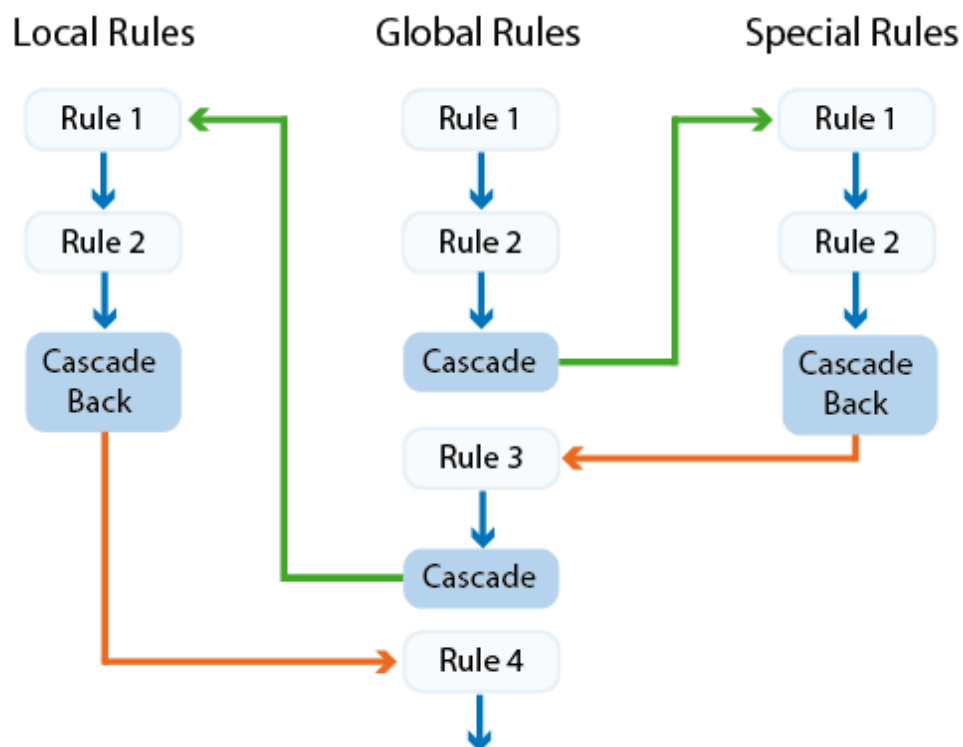 Local Rules
Global Rules
Special Rules
Rule 1
Rule 1
Rule 1
Rule 2
Rule 2
Rule 2
Cascade
Back
Cascade
Cascade
Back
Rule 3
Cascade
Rule 4